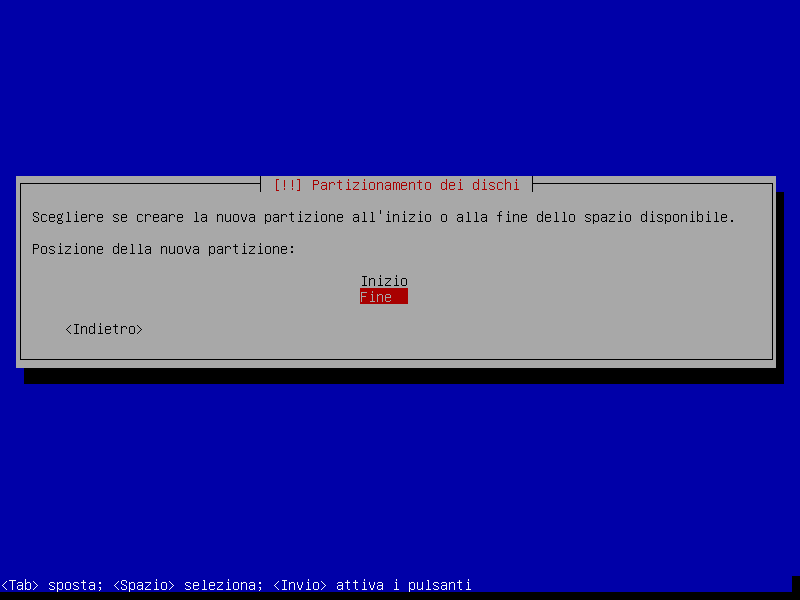 [!!] Partizionamento dei dischi
Scegliere se creare la nuova partizione all'inizio o alla fine dello spazio disponibile.
Posizione della nuova partizione:
Inizio
Fine
<Indietro>
<Tab> sposta; <Spazio> seleziona; <Invio> attiva i pulsanti